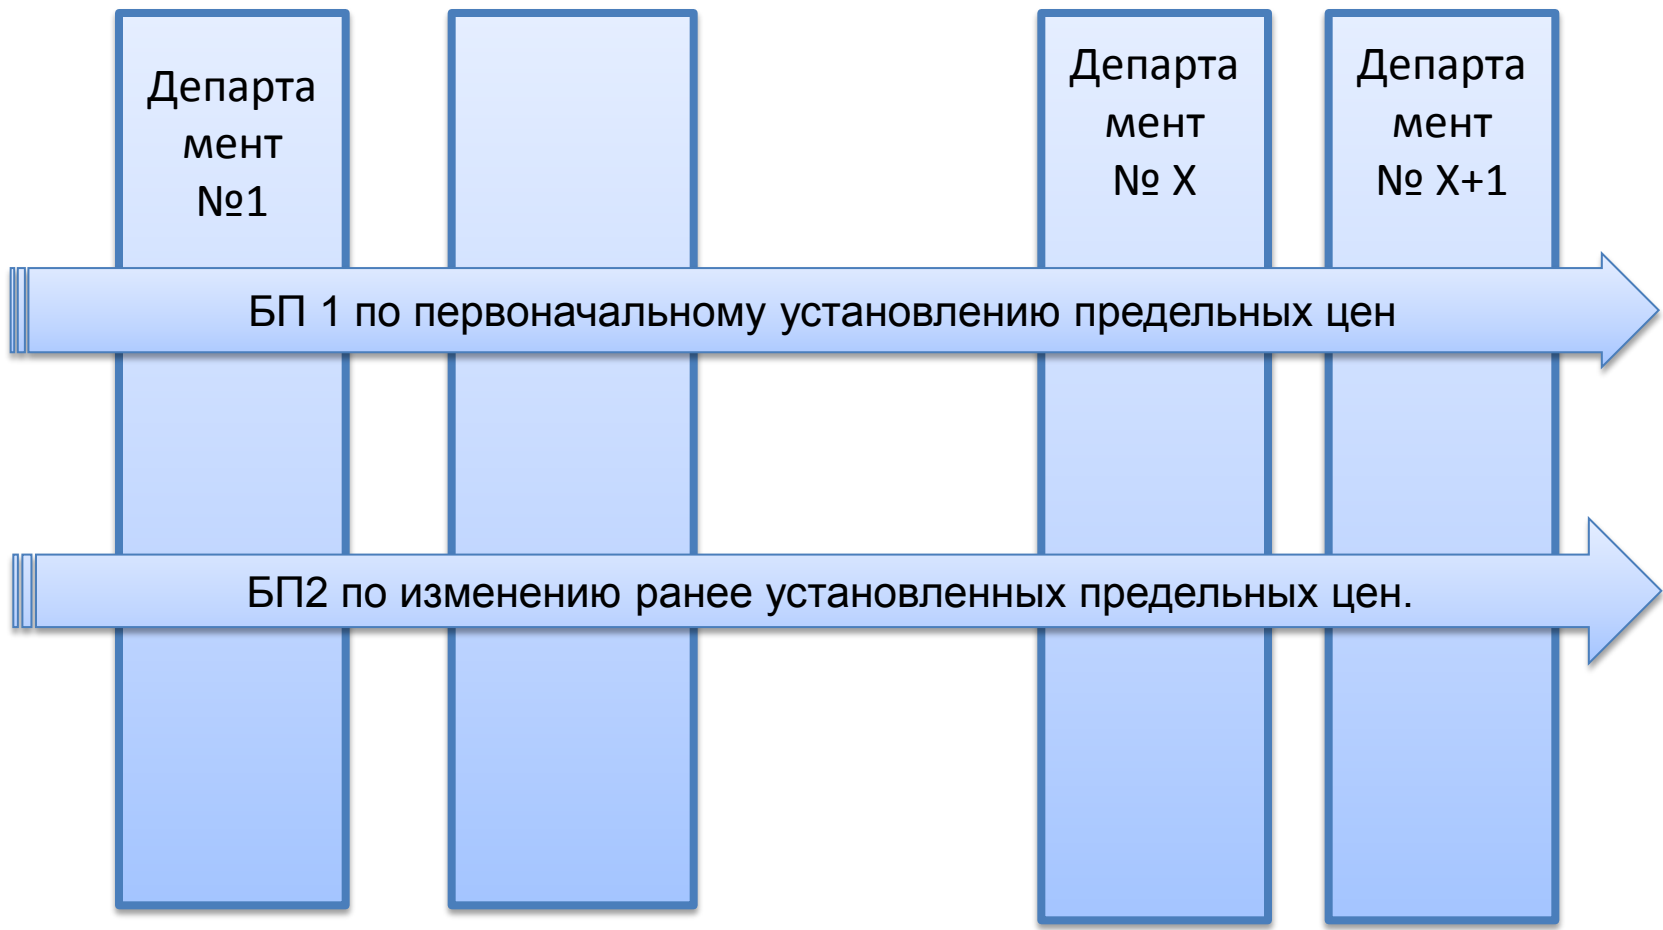 Департа
мент
№1
Департа
мент
№ X
Департа
мент
№ X+1
БП 1 по первоначальному установлению предельных цен
БП2 по изменению ранее установленных предельных цен.